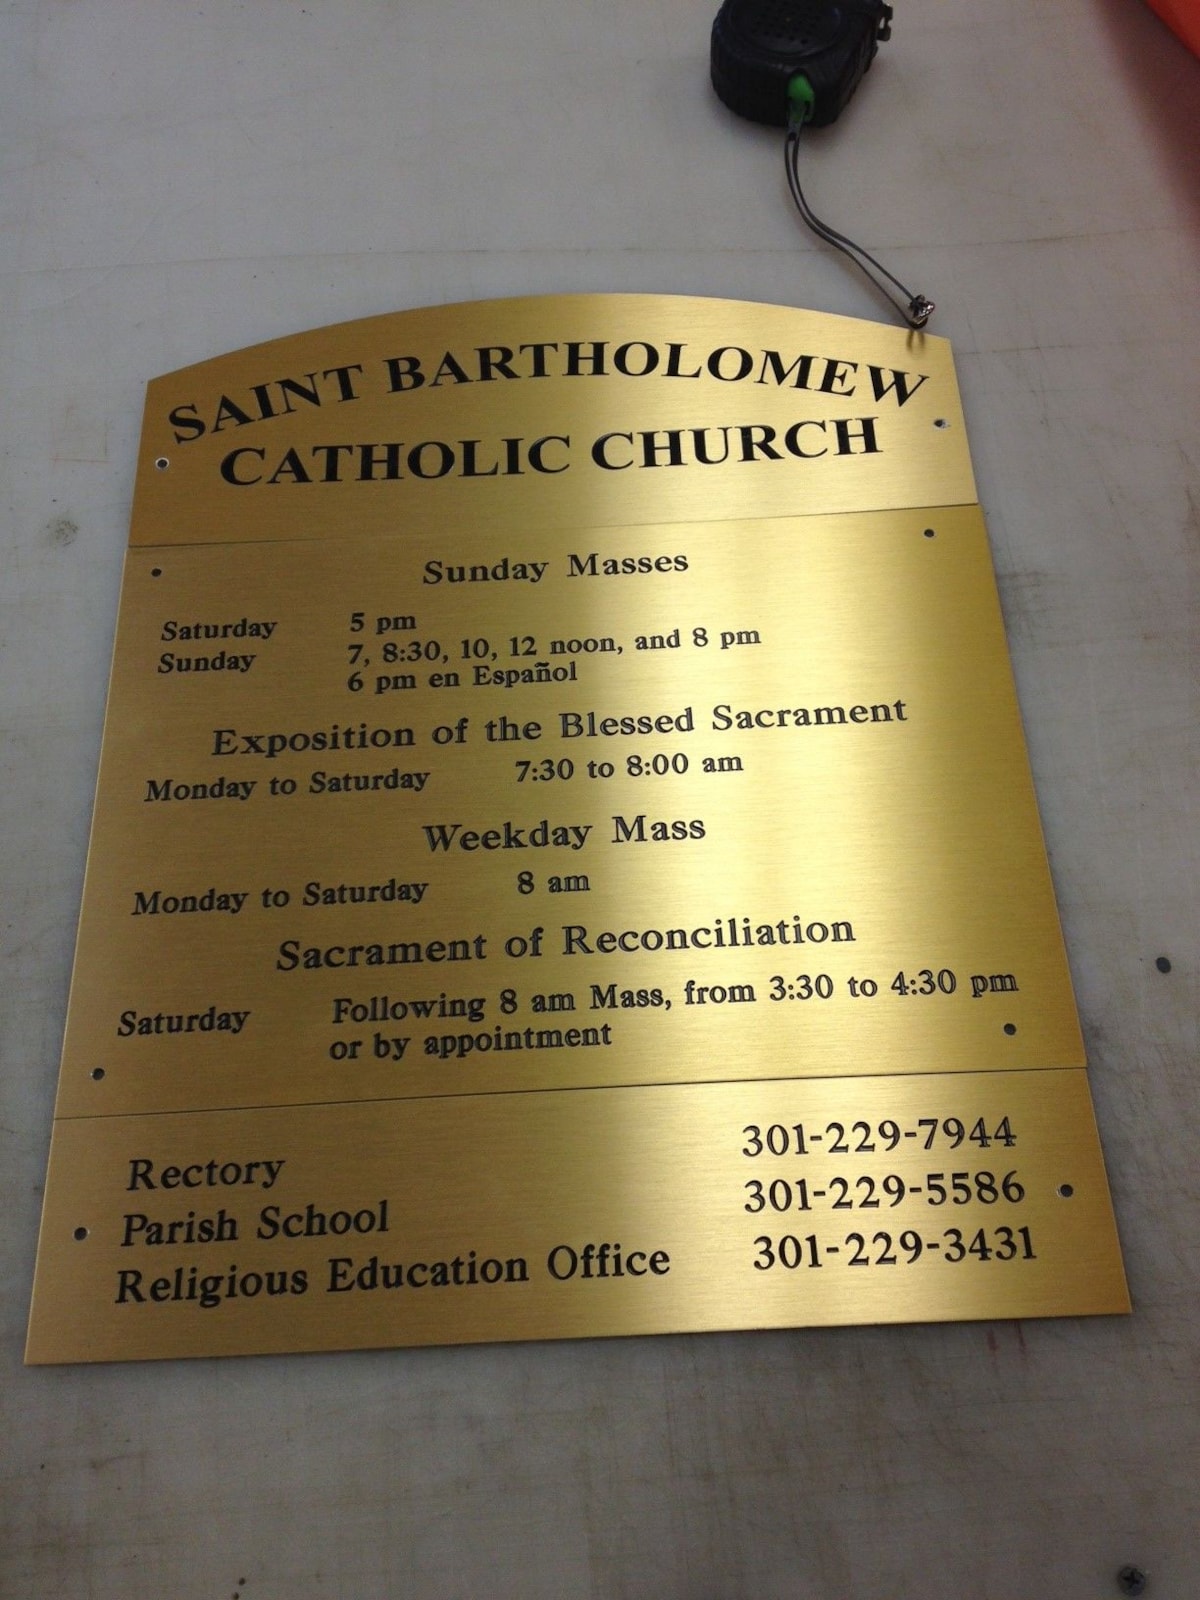 SAINT BARTHOLOMEW
CATHOLIC CHURCH
Sunday Masses
Saturday 5 pm
Sunday 7, 8:30, 10, 12 noon, and 8 pm
6 pm en Español
Exposition of the Blessed Sacrament
Monday to Saturday 7:30 to 8:00 am
Weekday Mass
Monday to Saturday 8 am
Sacrament of Reconciliation
Saturday Following 8 am Mass, from 3:30 to 4:30 pm
or by appointment
Rectory 301-229-7944
Parish School 301-229-5586
Religious Education Office 301-229-3431